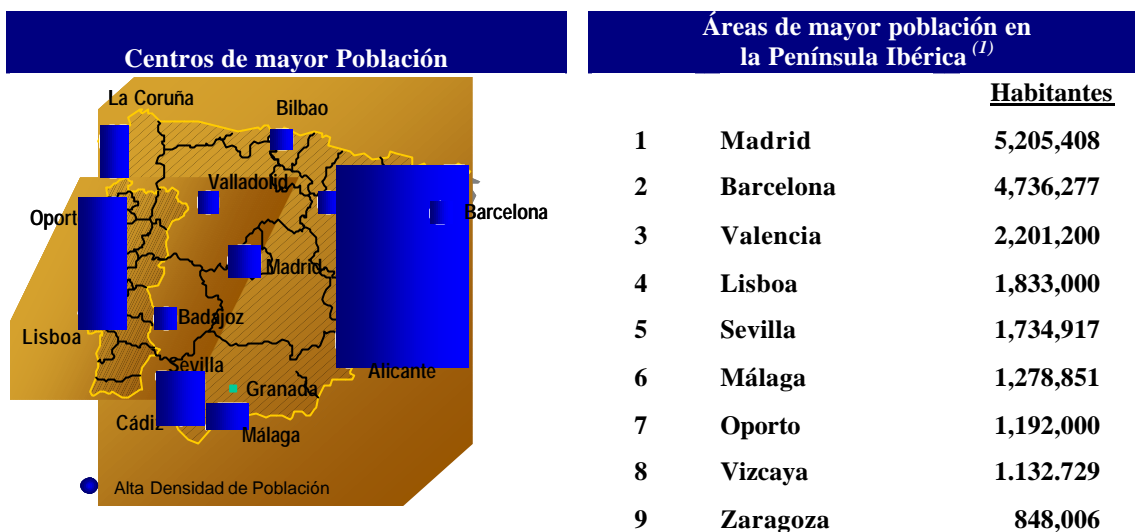 Centros de mayor Población
La Coruña
Bilbao
Valladolid
Oport
Barcelona
Madrid
Badajoz
Lisboa
Sevilla
Alicante
Granada
Cádiz
Málaga
Alta Densidad de Población
Áreas de mayor población en
la Península Ibérica (1)
Habitantes
1 Madrid 5,205,408
2 Barcelona 4,736,277
3 Valencia 2,201,200
4 Lisboa 1,833,000
5 Sevilla 1,734,917
6 Málaga 1,278,851
7 Oporto 1,192,000
8 Vizcaya 1.132.729
9 Zaragoza 848,006